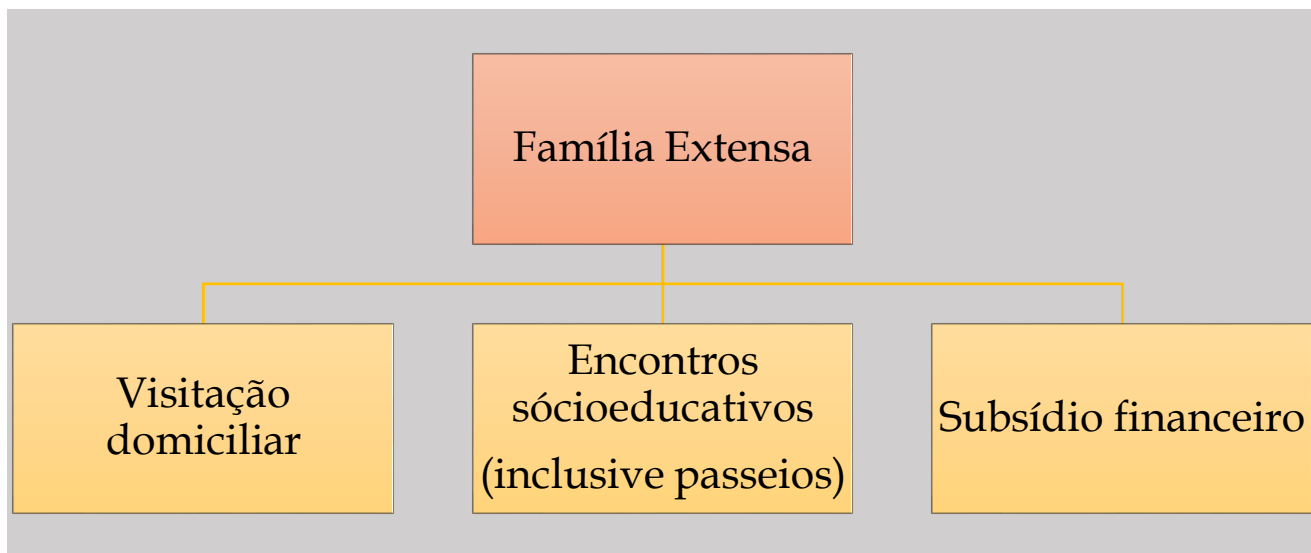 Família Extensa
Visitação
domiciliar
Encontros
sócioeducativos
(inclusive passeios)
Subsídio financeiro